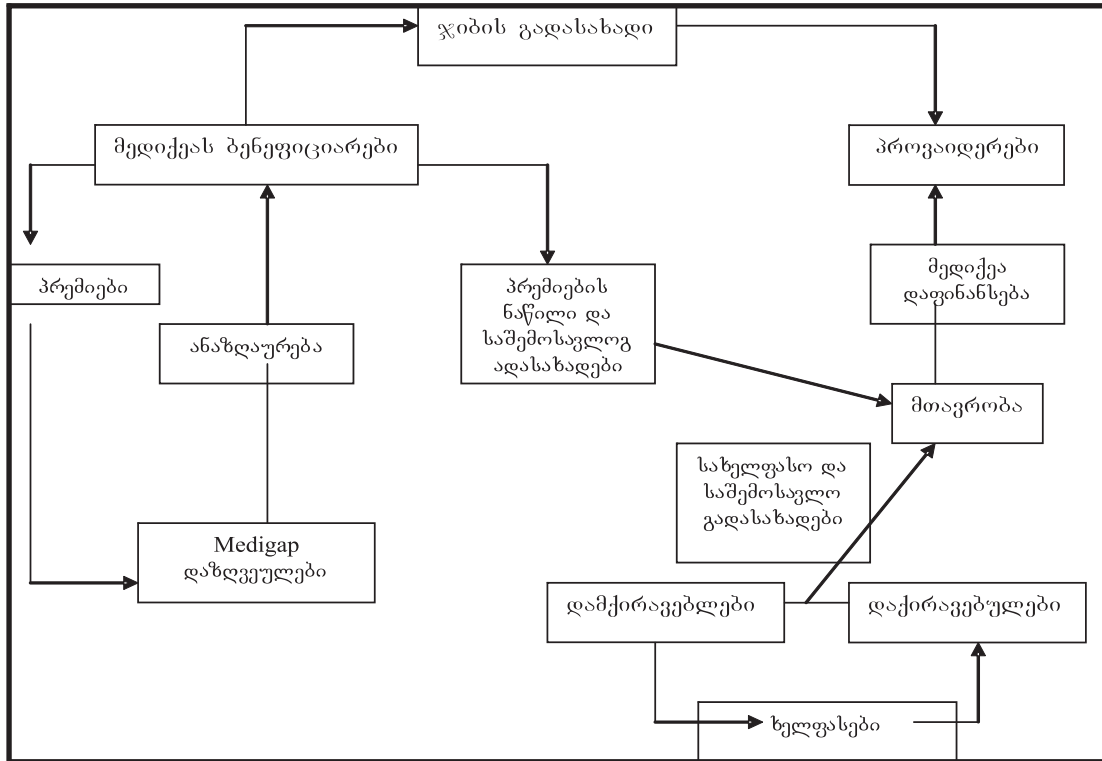 ჯიბის გადასახადი
მედიქეას ბენეფიციარები
პროვაიდერები
პრემიები
ანაზღაურება
პრემიების
ნაწილი და
საშემოსავლოგ
ადასახადები
მედიქეა
დაფინანსება
მთავრობა
სახელფასო და
საშემოსავლო
გადასახადები
Medigap
დაზღვეულები
დამქირავებლები
დაქირავებულები
ხელფასები